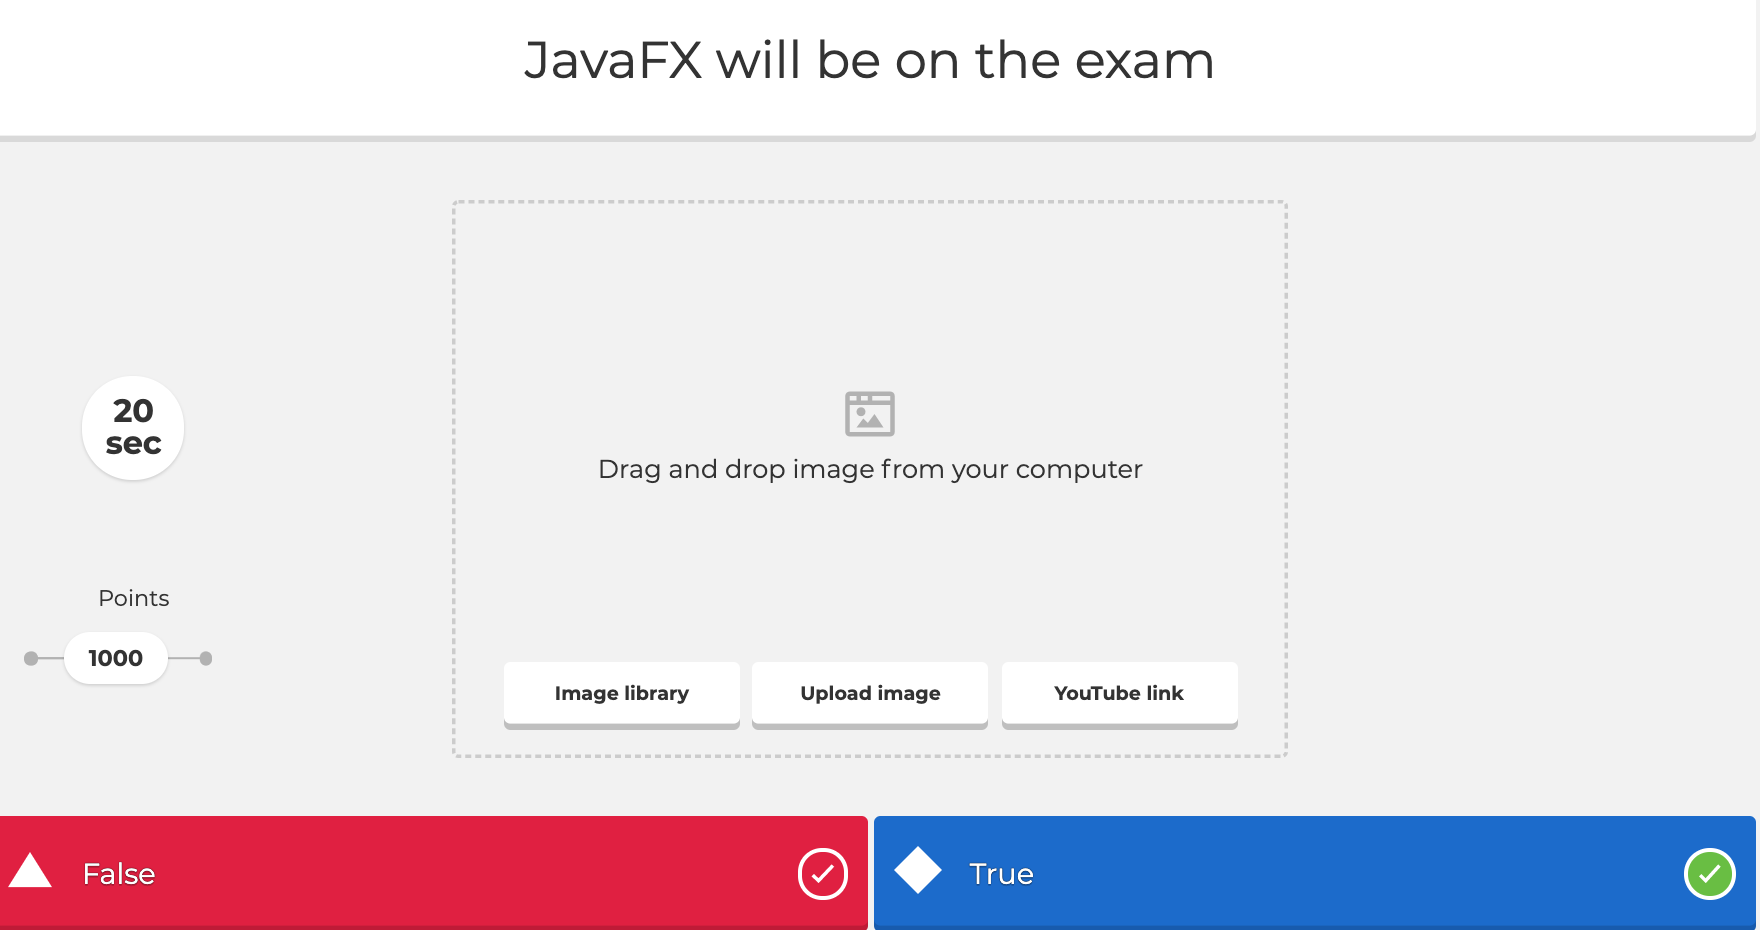 JavaFX will be on the exam
20
sec
Drag and drop image from your computer
Points
1000
Image library
Upload image
YouTube link
False
True